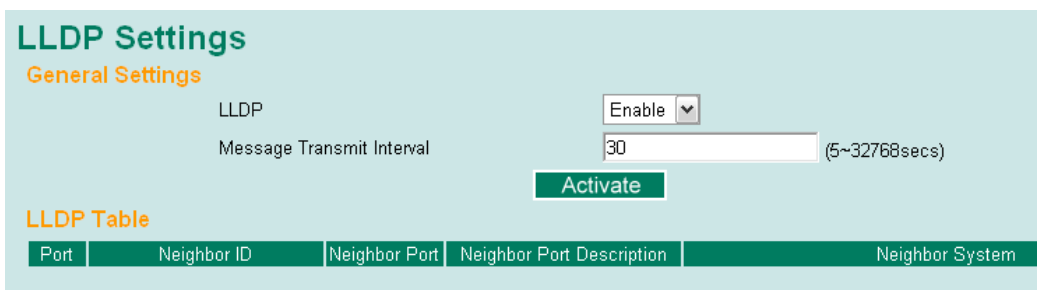 LLDP Settings
General Settings
LLDP Enable
Message Transmit Interval 30 (5~32768secs)
Activate
LLDP Table
Port Neighbor ID Neighbor Port Neighbor Port Description Neighbor System